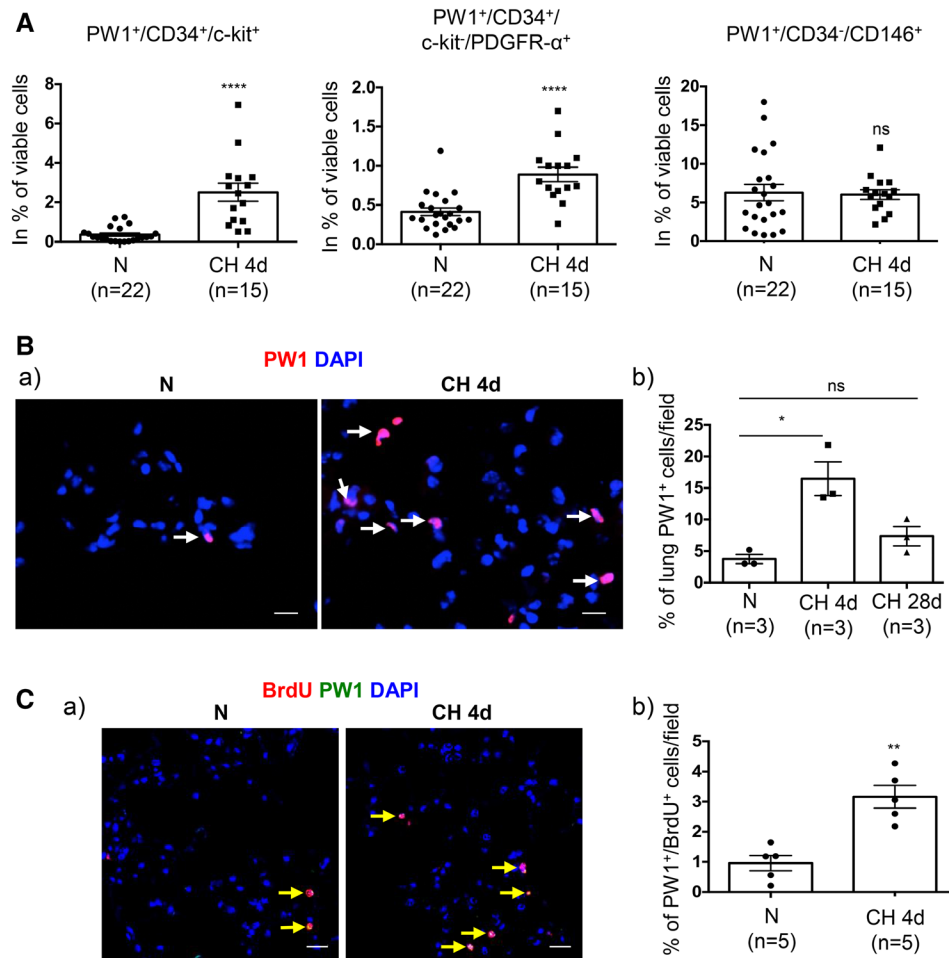 A
PW1⁺/CD34⁺/c-kit⁺
In % of viable cells
8
6
4
2
0
****
N
(n=22)
CH 4d
(n=15)
PW1⁺/CD34⁺/
c-kit⁻/PDGFR-α⁺
In % of viable cells
2.0
1.5
1.0
0.5
0.0
****
N
(n=22)
CH 4d
(n=15)
PW1⁺/CD34⁻/CD146⁺
In % of viable cells
20
15
10
5
0
ns
N
(n=22)
CH 4d
(n=15)
B
PW1 DAPI
a)
N
CH 4d
b)
% of lung PW1⁺ cells/field
25
20
15
10
5
0
ns
*
N
(n=3)
CH 4d
(n=3)
CH 28d
(n=3)
C
BrdU PW1 DAPI
a)
N
CH 4d
b)
% of PW1⁺/BrdU⁺ cells/field
5
4
3
2
1
0
**
N
(n=5)
CH 4d
(n=5)